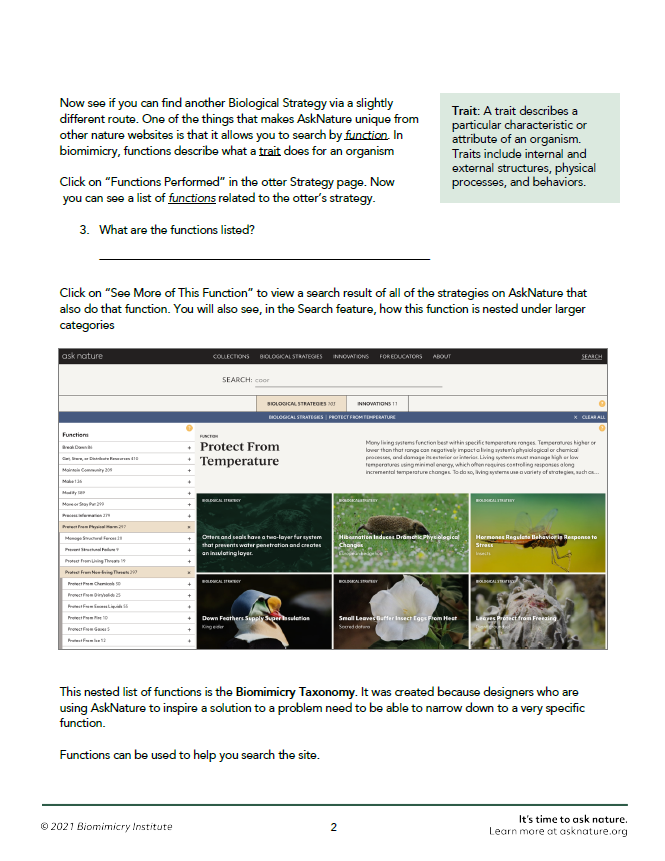 Now see if you can find another Biological Strategy via a slightly
different route. One of the things that makes AskNature unique from
other nature websites is that it allows you to search by function. In
biomimicry, functions describe what a trait does for an organism
Trait: A trait describes a
particular characteristic or
attribute of an organism.
Traits include internal and
external structures, physical
processes, and behaviors.
Click on “Functions Performed” in the otter Strategy page. Now
you can see a list of functions related to the otter’s strategy.
3. What are the functions listed?
Click on “See More of This Function” to view a search result of all of the strategies on AskNature that
also do that function. You will also see, in the Search feature, how this function is nested under larger
categories
ask nature
COLLECTIONS BIOLOGICAL STRATEGIES INNOVATIONS FOR EDUCATORS ABOUT
SEARCH
SEARCH:
BIOLOGICAL STRATEGIES 107 INNOVATIONS 11
BIOLOGICAL STRATEGIES | PROTECT FROM TEMPERATURE
× CLEAR ALL
Functions
Break Down 86 +
Get, Store, or Distribute Resources 310 +
Maintain Community 209 +
Make 136 +
Modify 389 +
Move or Stay Put 299 +
Process Information 279 +
Protect From Physical Harm 297
Manage Structural Forces 20 +
Prevent Structural Failure 9 +
Protect From Living Threats 19 +
Protect From Non-living Threats 297
Protect From Chemicals 50 +
Protect From Dirt/solids 25 +
Protect From Excess Liquids 55 +
Protect From Fire 10 +
Protect From Gases 5 +
Protect From Ice 12 +
FUNCTION
Protect From
Temperature
Many living systems function best within specific temperature ranges. Temperatures higher or
lower than that range can negatively impact a living system's physiological or chemical
processes, and damage its exterior or interior. Living systems must manage high or low
temperatures using minimal energy, which often requires controlling responses along
incremental temperature changes. To do so, living systems use a variety of strategies, such as...
BIOLOGICAL STRATEGY
Otters and seals have a two-layer fur system
that prevents water penetration and creates
an insulating layer.
BIOLOGICAL STRATEGY
Hibernation Induces Dramatic Physiological
Changes
BIOLOGICAL STRATEGY
Hormones Regulate Behavior in Response to
Stress
Insects
BIOLOGICAL STRATEGY
Down Feathers Supply Super Insulation
King eider
BIOLOGICAL STRATEGY
Small Leaves Buffer Insect Eggs From Heat
Sacred datura
BIOLOGICAL STRATEGY
Leaves Protect from Freezing
This nested list of functions is the Biomimicry Taxonomy. It was created because designers who are
using AskNature to inspire a solution to a problem need to be able to narrow down to a very specific
function.
Functions can be used to help you search the site.
© 2021 Biomimicry Institute
2
It's time to ask nature.
Learn more at asknature.org